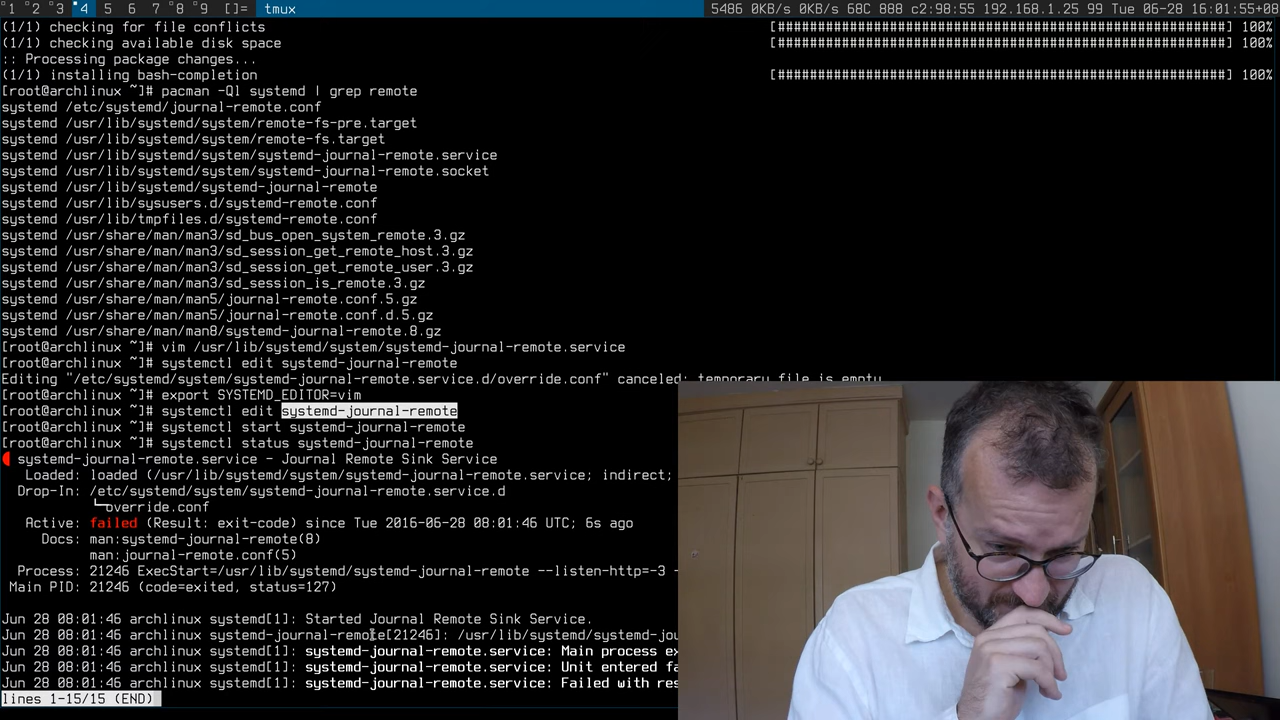 1 2 3 4 5 6 7 8 9 []= tmux 5486 0KB/s 0KB/s 68C 888 c2:98:55 192.168.1.25 99 Tue 06-28 16:01:55+08
(1/1) checking for file conflicts [########################################################] 100%
(1/1) checking available disk space [########################################################] 100%
:: Processing package changes...
(1/1) installing bash-completion [########################################################] 100%
[root@archlinux ~]# pacman -Ql systemd | grep remote
systemd /etc/systemd/journal-remote.conf
systemd /usr/lib/systemd/system/remote-fs-pre.target
systemd /usr/lib/systemd/system/remote-fs.target
systemd /usr/lib/systemd/system/systemd-journal-remote.service
systemd /usr/lib/systemd/system/systemd-journal-remote.socket
systemd /usr/lib/systemd/systemd-journal-remote
systemd /usr/lib/sysusers.d/systemd-remote.conf
systemd /usr/lib/tmpfiles.d/systemd-remote.conf
systemd /usr/share/man/man3/sd_bus_open_system_remote.3.gz
systemd /usr/share/man/man3/sd_session_get_remote_host.3.gz
systemd /usr/share/man/man3/sd_session_get_remote_user.3.gz
systemd /usr/share/man/man3/sd_session_is_remote.3.gz
systemd /usr/share/man/man5/journal-remote.conf.5.gz
systemd /usr/share/man/man5/journal-remote.conf.d.5.gz
systemd /usr/share/man/man8/systemd-journal-remote.8.gz
[root@archlinux ~]# vim /usr/lib/systemd/system/systemd-journal-remote.service
[root@archlinux ~]# systemctl edit systemd-journal-remote
Editing "/etc/systemd/system/systemd-journal-remote.service.d/override.conf" canceled: temporary file is empty
[root@archlinux ~]# export SYSTEMD_EDITOR=vim
[root@archlinux ~]# systemctl edit systemd-journal-remote
[root@archlinux ~]# systemctl start systemd-journal-remote
[root@archlinux ~]# systemctl status systemd-journal-remote
systemd-journal-remote.service - Journal Remote Sink Service
Loaded: loaded (/usr/lib/systemd/system/systemd-journal-remote.service; indirect;
Drop-In: /etc/systemd/system/systemd-journal-remote.service.d
└─override.conf
Active: failed (Result: exit-code) since Tue 2016-06-28 08:01:46 UTC; 6s ago
Docs: man:systemd-journal-remote(8)
man:journal-remote.conf(5)
Process: 21246 ExecStart=/usr/lib/systemd/systemd-journal-remote --listen-http=-3 -
Main PID: 21246 (code=exited, status=127)
Jun 28 08:01:46 archlinux systemd[1]: Started Journal Remote Sink Service.
Jun 28 08:01:46 archlinux systemd-journal-remote[21246]: /usr/lib/systemd/systemd-jou
Jun 28 08:01:46 archlinux systemd[1]: systemd-journal-remote.service: Main process ex
Jun 28 08:01:46 archlinux systemd[1]: systemd-journal-remote.service: Unit entered fa
Jun 28 08:01:46 archlinux systemd[1]: systemd-journal-remote.service: Failed with res
lines 1-15/15 (END)